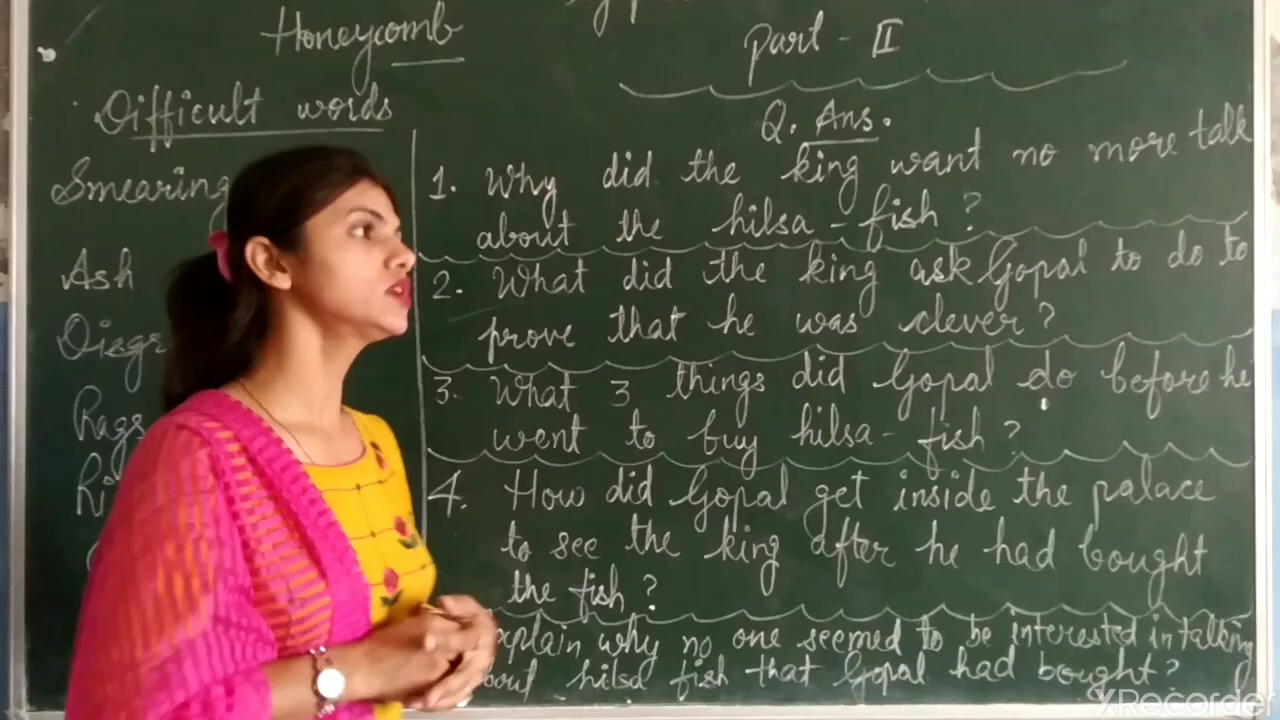 Honeycomb
Part - II
Difficult words
Smearing
Ash
Rags
Q. Ans.
1. Why did the king want no more talk
about the hilsa - fish ?
2. What did the king ask Gopal to do to
prove that he was clever ?
3. What 3 things did Gopal do before he
went to buy hilsa - fish ?
4. How did Gopal get inside the palace
to see the king after he had bought
the fish ?
explain why no one seemed to be interested in talking
bout hilsa fish that Gopal had bought ?
XRecorder